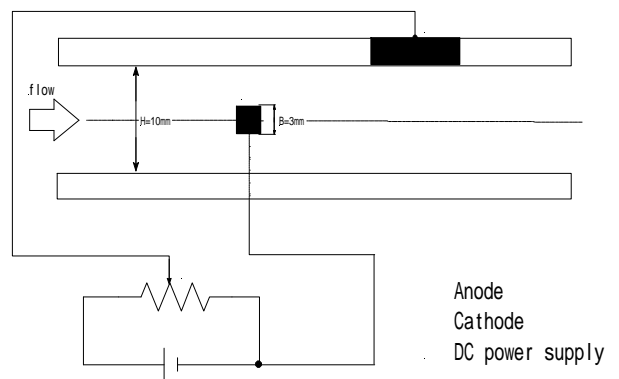 flow
H=10mm
B=3mm
Anode
Cathode
DC power supply